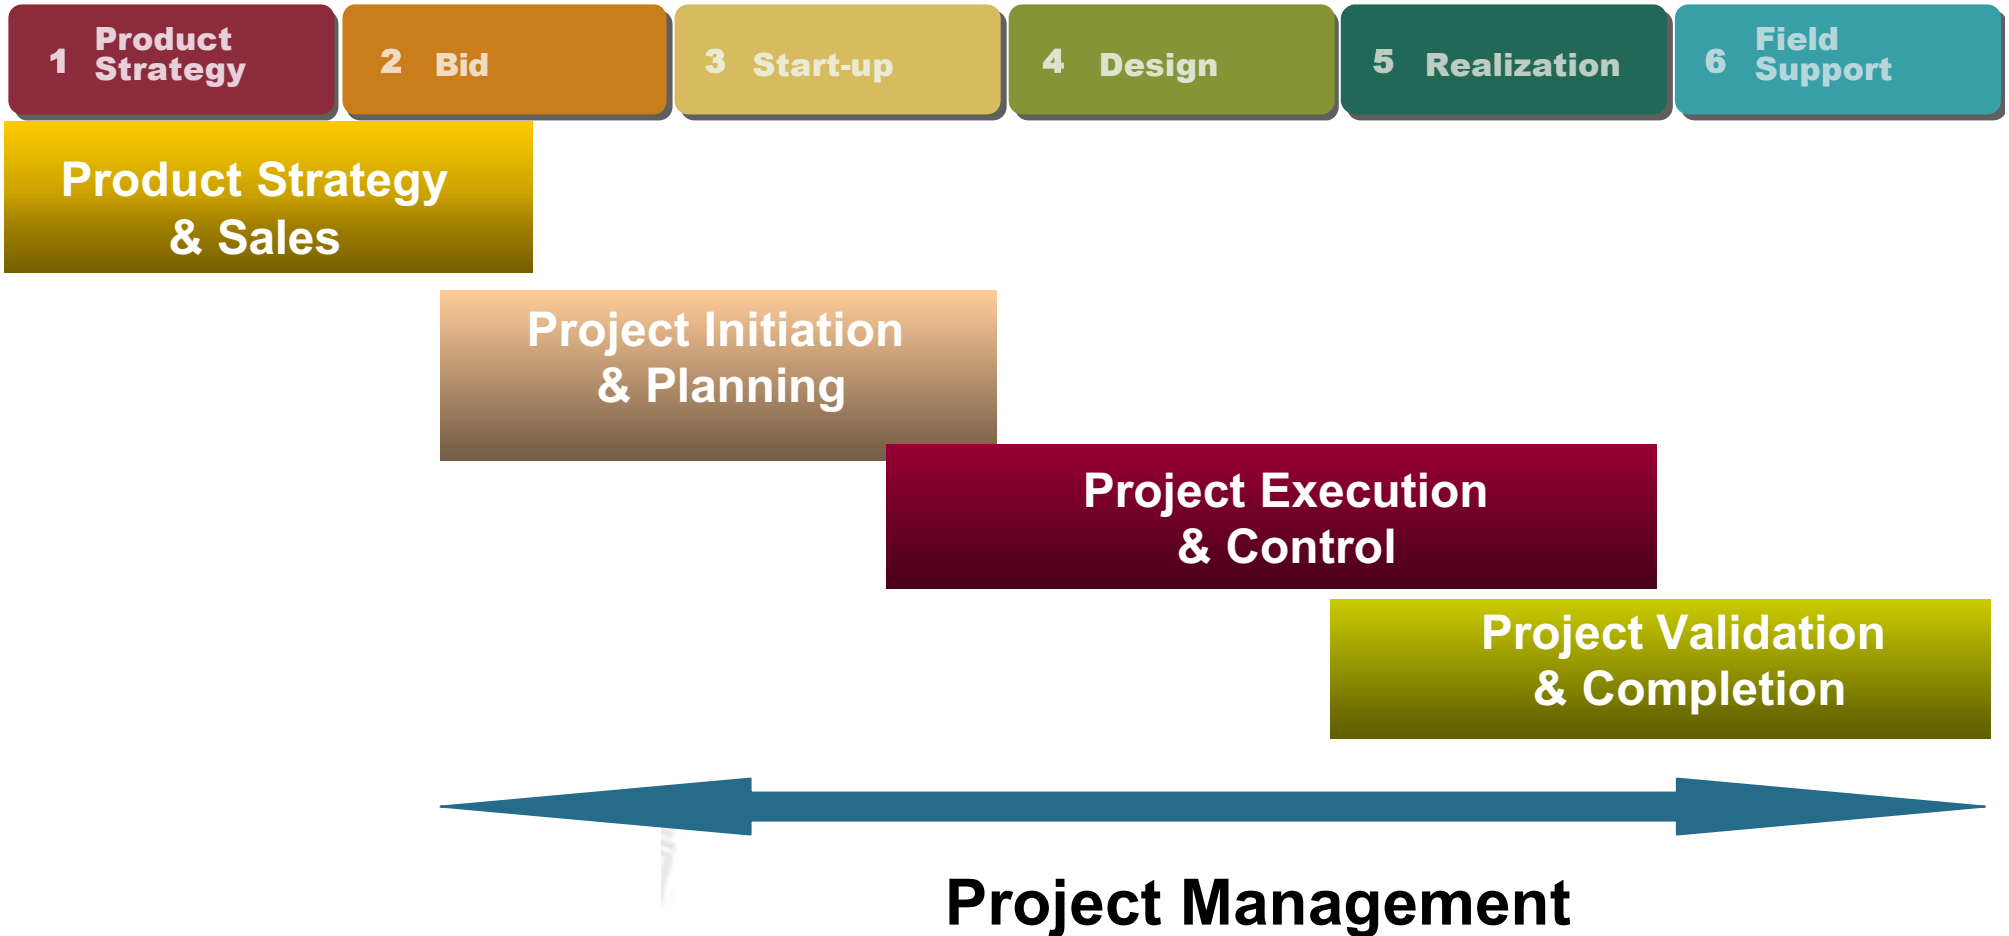 1 Product
Strategy
2 Bid
3 Start-up
4 Design
5 Realization
6 Field
Support
Product Strategy
& Sales
Project Initiation
& Planning
Project Execution
& Control
Project Validation
& Completion
Project Management